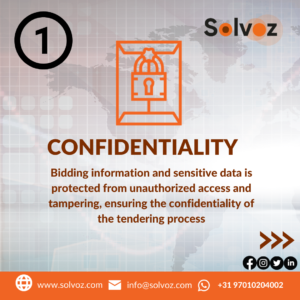 1
Solvoz
CONFIDENTIALITY
Bidding information and sensitive data is
protected from unauthorized access and
tampering, ensuring the confidentiality of
the tendering process
www.solvoz.com info@solvoz.com +31 97010204002